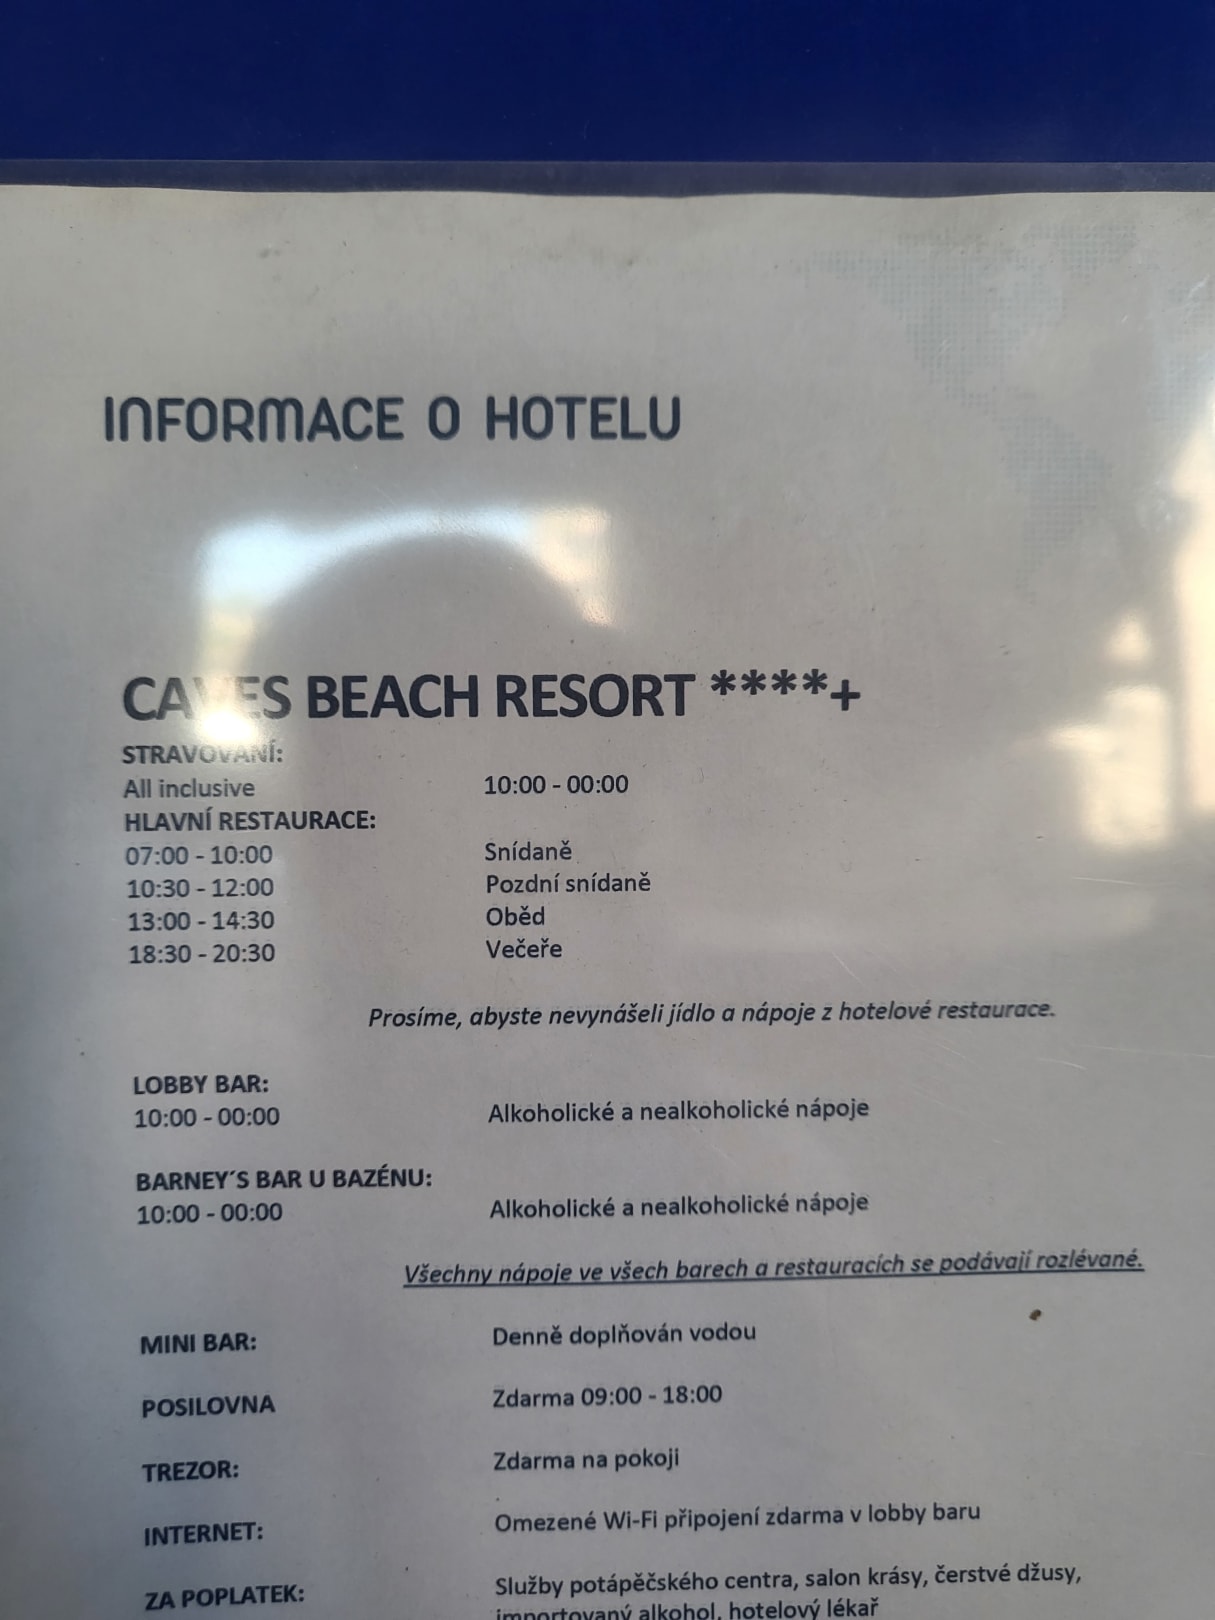 INFORMACE O HOTELU
CAVES BEACH RESORT ****+
STRAVOVÁNÍ:
All inclusive 10:00 - 00:00
HLAVNÍ RESTAURACE:
07:00 - 10:00 Snídaně
10:30 - 12:00 Pozdní snídaně
13:00 - 14:30 Oběd
18:30 - 20:30 Večeře
Prosíme, abyste nevynášeli jídlo a nápoje z hotelové restaurace.
LOBBY BAR:
10:00 - 00:00 Alkoholické a nealkoholické nápoje
BARNEY´S BAR U BAZÉNU:
10:00 - 00:00 Alkoholické a nealkoholické nápoje
Všechny nápoje ve všech barech a restauracích se podávají rozlévané.
MINI BAR: Denně doplňován vodou
POSILOVNA Zdarma 09:00 - 18:00
TREZOR: Zdarma na pokoji
INTERNET: Omezené Wi-Fi připojení zdarma v lobby baru
ZA POPLATEK: Služby potápěčského centra, salon krásy, čerstvé džusy,
importovaný alkohol, hotelový lékař